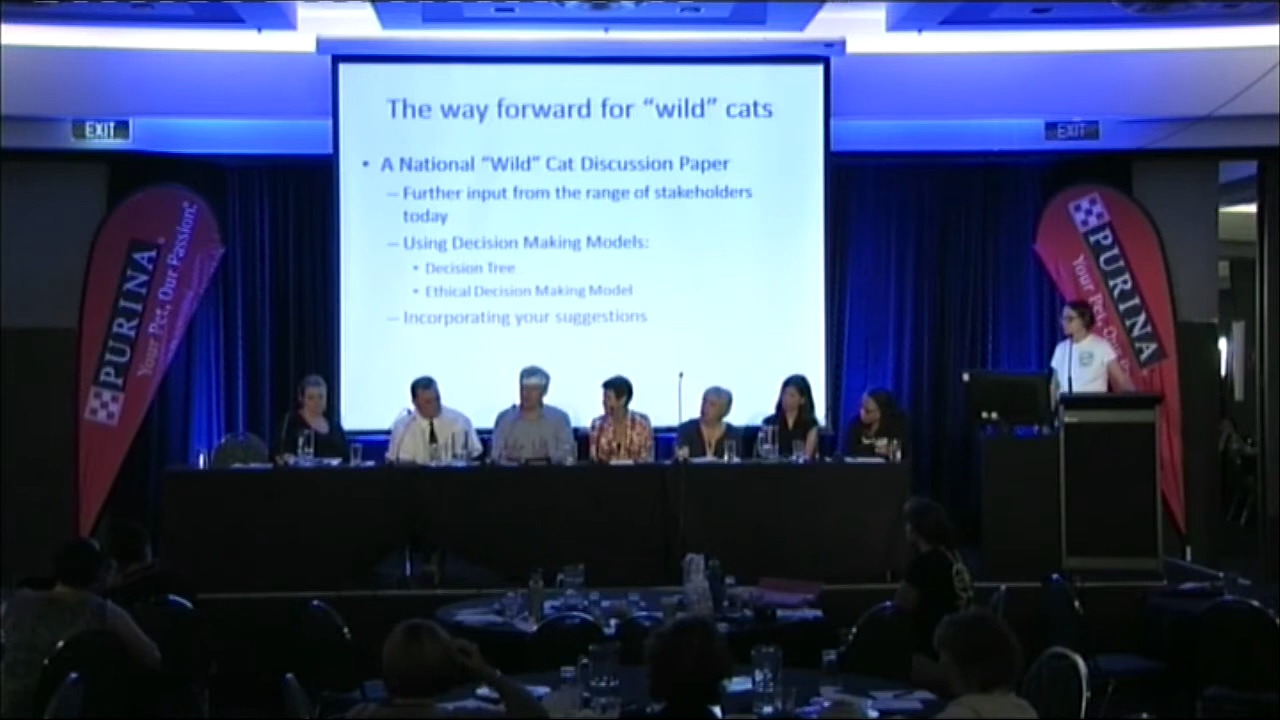 The way forward for “wild” cats
EXIT
EXIT
• A National “Wild” Cat Discussion Paper
– Further input from the range of stakeholders
today
– Using Decision Making Models:
• Decision Tree
• Ethical Decision Making Model
– Incorporating your suggestions
PURINA
Your Pet, Our Passion.®
PURINA
Your Pet, Our